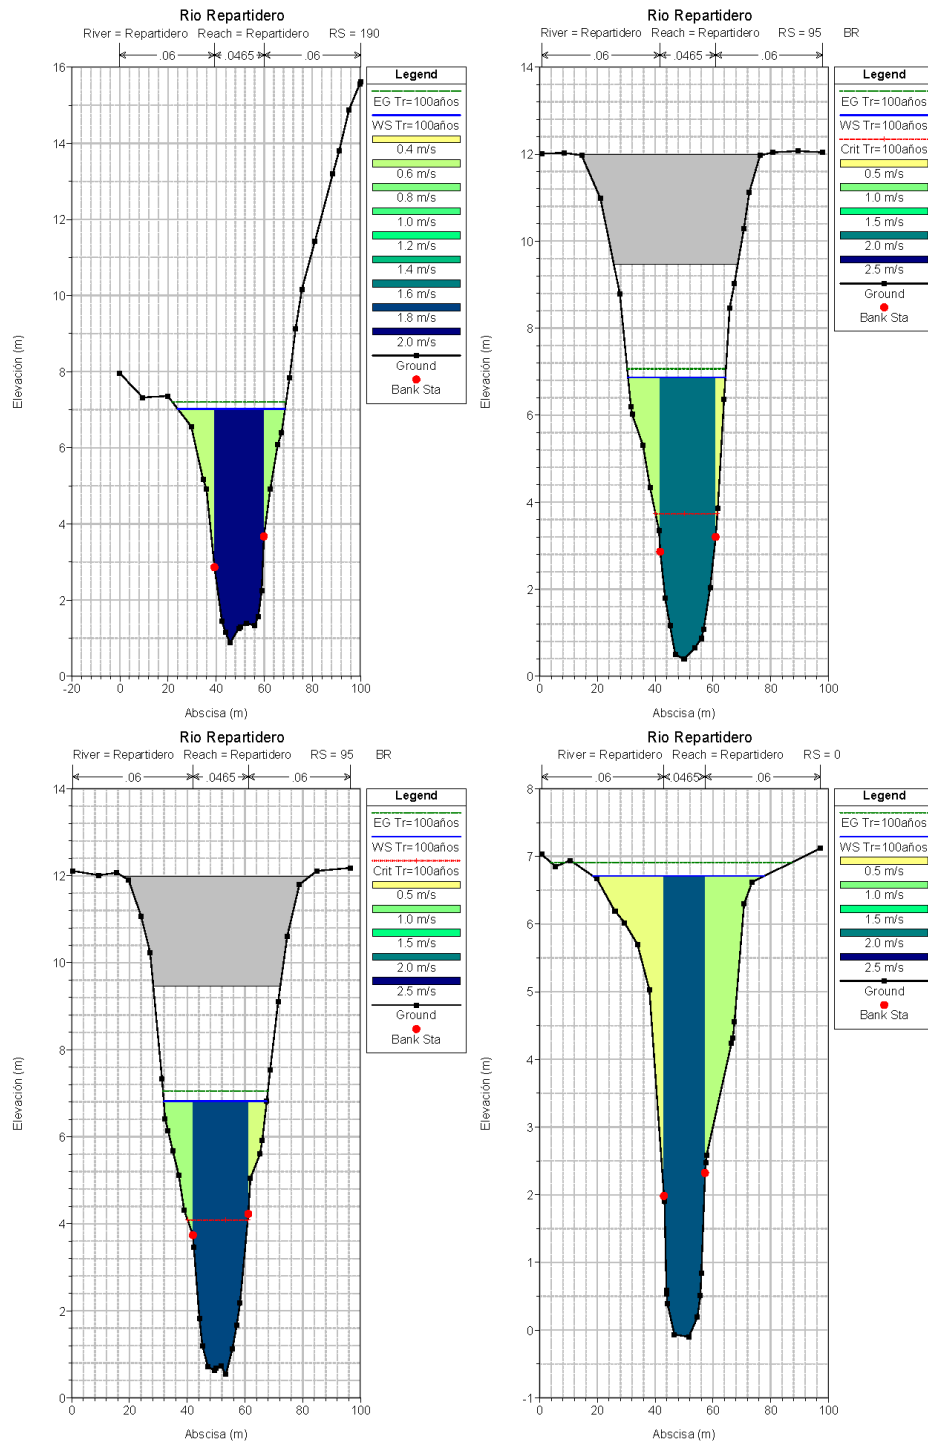 Rio Repartidero
River = Repartidero Reach = Repartidero RS = 190
.06 .0465 .06
Legend
EG Tr=100años
WS Tr=100años
0.4 m/s
0.6 m/s
0.8 m/s
1.0 m/s
1.2 m/s
1.4 m/s
1.6 m/s
1.8 m/s
2.0 m/s
Ground
Bank Sta
Elevación (m)
16
14
12
10
8
6
4
2
0
-20 0 20 40 60 80 100
Abscisa (m)
Rio Repartidero
River = Repartidero Reach = Repartidero RS = 95 BR
.06 .0465 .06
Legend
EG Tr=100años
WS Tr=100años
Crit Tr=100años
0.5 m/s
1.0 m/s
1.5 m/s
2.0 m/s
2.5 m/s
Ground
Bank Sta
Elevación (m)
14
12
10
8
6
4
2
0
0 20 40 60 80 100
Abscisa (m)
Rio Repartidero
River = Repartidero Reach = Repartidero RS = 95 BR
.06 .0465 .06
Legend
EG Tr=100años
WS Tr=100años
Crit Tr=100años
0.5 m/s
1.0 m/s
1.5 m/s
2.0 m/s
2.5 m/s
Ground
Bank Sta
Elevación (m)
14
12
10
8
6
4
2
0
0 20 40 60 80 100
Abscisa (m)
Rio Repartidero
River = Repartidero Reach = Repartidero RS = 0
.06 .0465 .06
Legend
EG Tr=100años
WS Tr=100años
0.5 m/s
1.0 m/s
1.5 m/s
2.0 m/s
2.5 m/s
Ground
Bank Sta
Elevación (m)
8
7
6
5
4
3
2
1
0
-1
0 20 40 60 80 100
Abscisa (m)